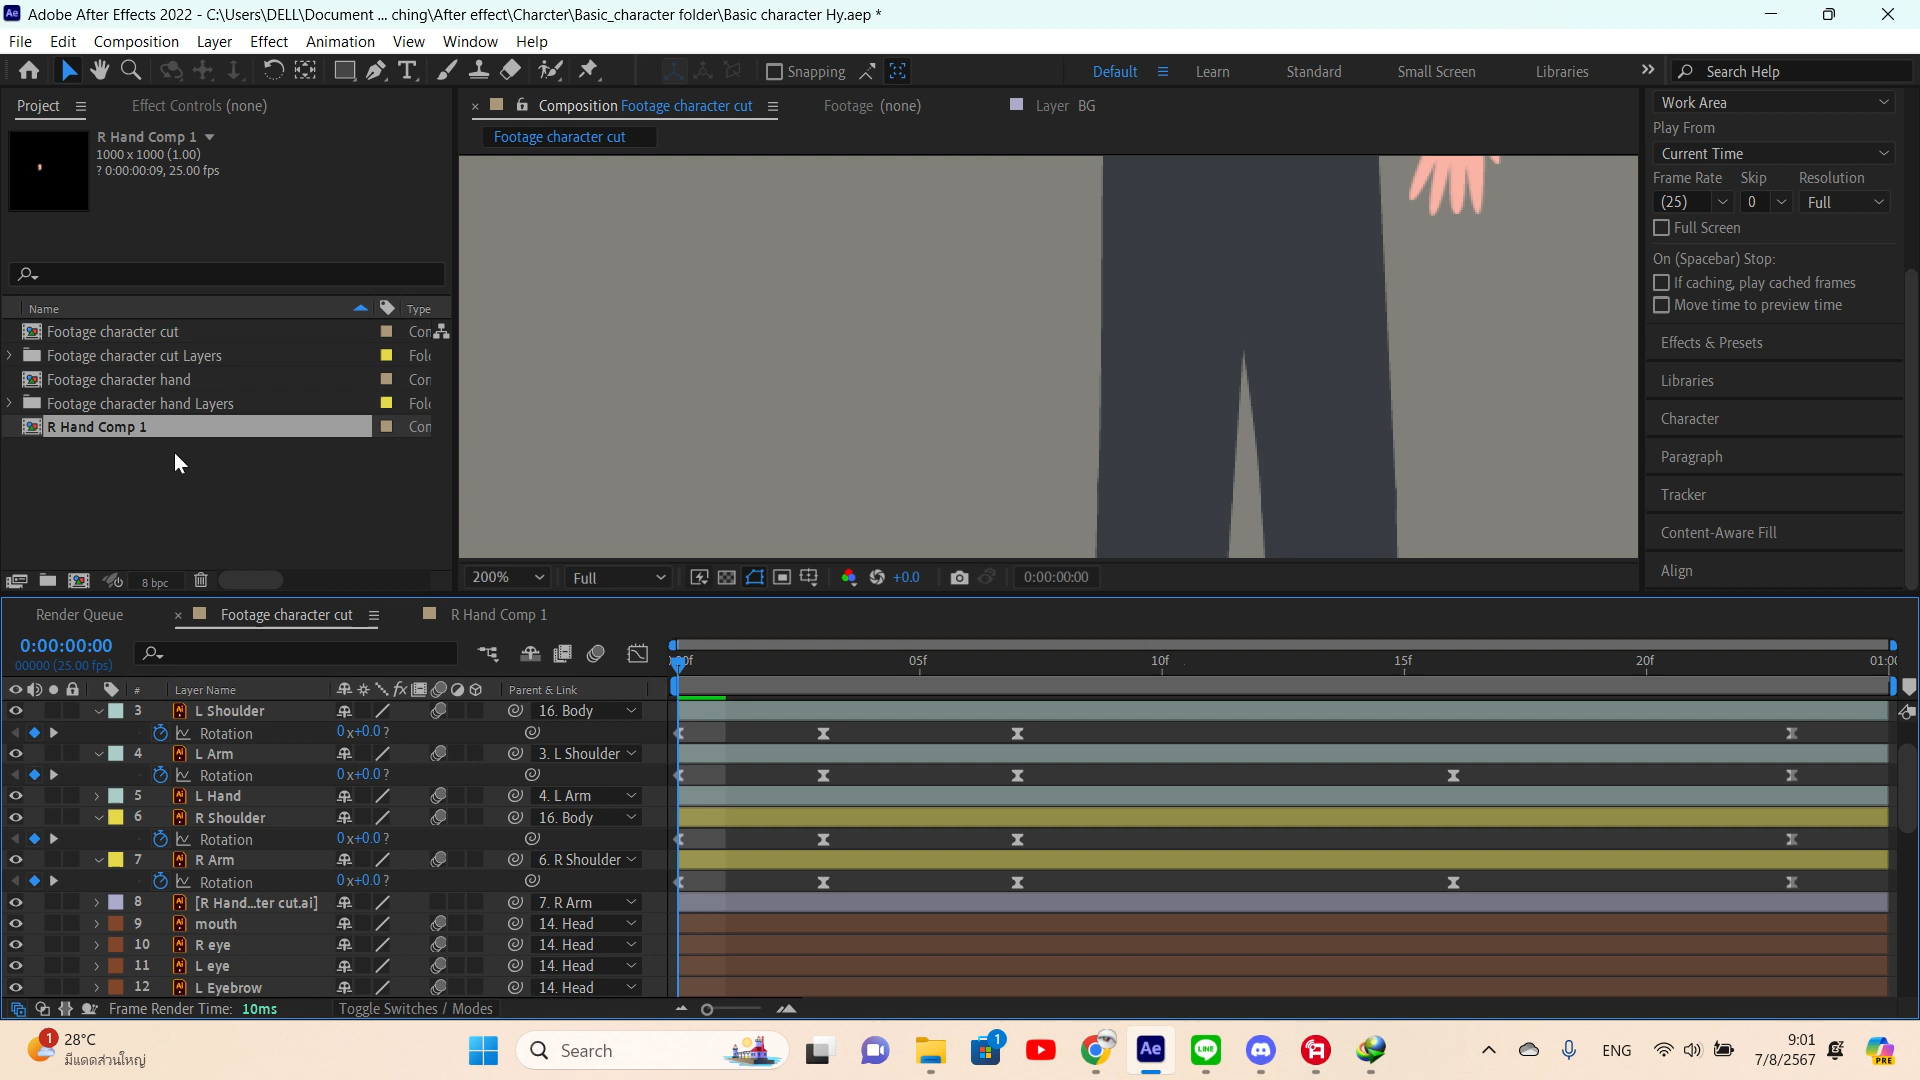 Adobe After Effects 2022 - C:\Users\DELL\Document ... ching\After effect\Charcter\Basic_character folder\Basic character Hy.aep *
File Edit Composition Layer Effect Animation View Window Help
Snapping Default Learn Standard Small Screen Libraries Search Help
Project Effect Controls (none)
R Hand Comp 1
1000 x 1000 (1.00)
? 0:00:00:09, 25.00 fps
Name Type
Footage character cut Con
Footage character cut Layers Fol
Footage character hand Con
Footage character hand Layers Fol
R Hand Comp 1 Con
8 bpc
Composition Footage character cut Footage (none) Layer BG
Footage character cut
200% Full +0.0 0:00:00:00
Work Area
Play From
Current Time
Frame Rate Skip Resolution
(25) 0 Full
Full Screen
On (Spacebar) Stop:
If caching, play cached frames
Move time to preview time
Effects & Presets
Libraries
Character
Paragraph
Tracker
Content-Aware Fill
Align
Render Queue Footage character cut R Hand Comp 1
0:00:00:00
00000 (25.00 fps)
05f 10f 15f 20f
# Layer Name Parent & Link
3 L Shoulder 16. Body
Rotation 0x+0.0?
4 L Arm 3. L Shoulder
Rotation 0x+0.0?
5 L Hand 4. L Arm
6 R Shoulder 16. Body
Rotation 0x+0.0?
7 R Arm 6. R Shoulder
Rotation 0x+0.0?
8 [R Hand...ter cut.ai] 7. R Arm
9 mouth 14. Head
10 R eye 14. Head
11 L eye 14. Head
12 L Eyebrow 14. Head
Frame Render Time: 10ms Toggle Switches / Modes
1 28°C
มีแดดส่วนใหญ่
Search
1
Ae
LINE
ENG
9:01
7/8/2567
PRE